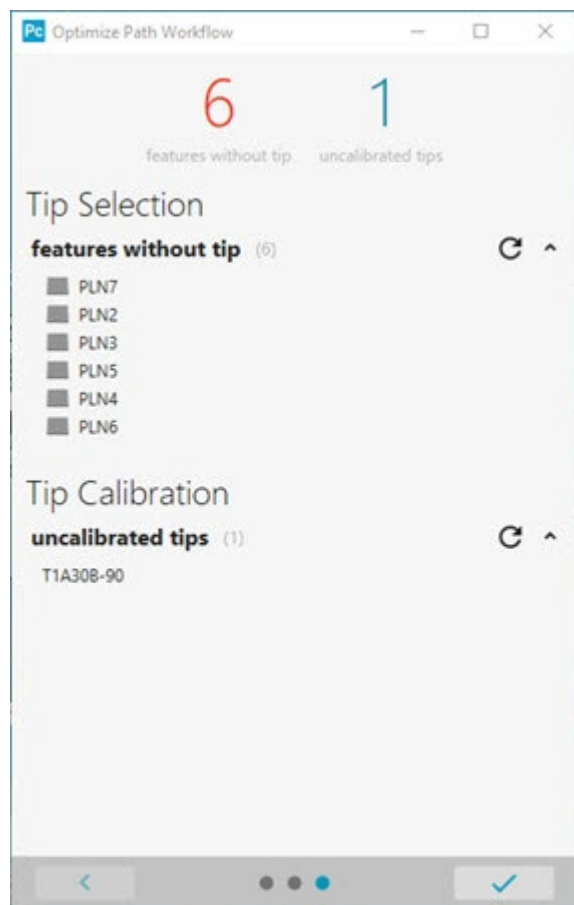 Pc Optimize Path Workflow
6 1
features without tip uncalibrated tips
Tip Selection
features without tip (6)
PLN7
PLN2
PLN3
PLN5
PLN4
PLN6
Tip Calibration
uncalibrated tips (1)
T1A30B-90